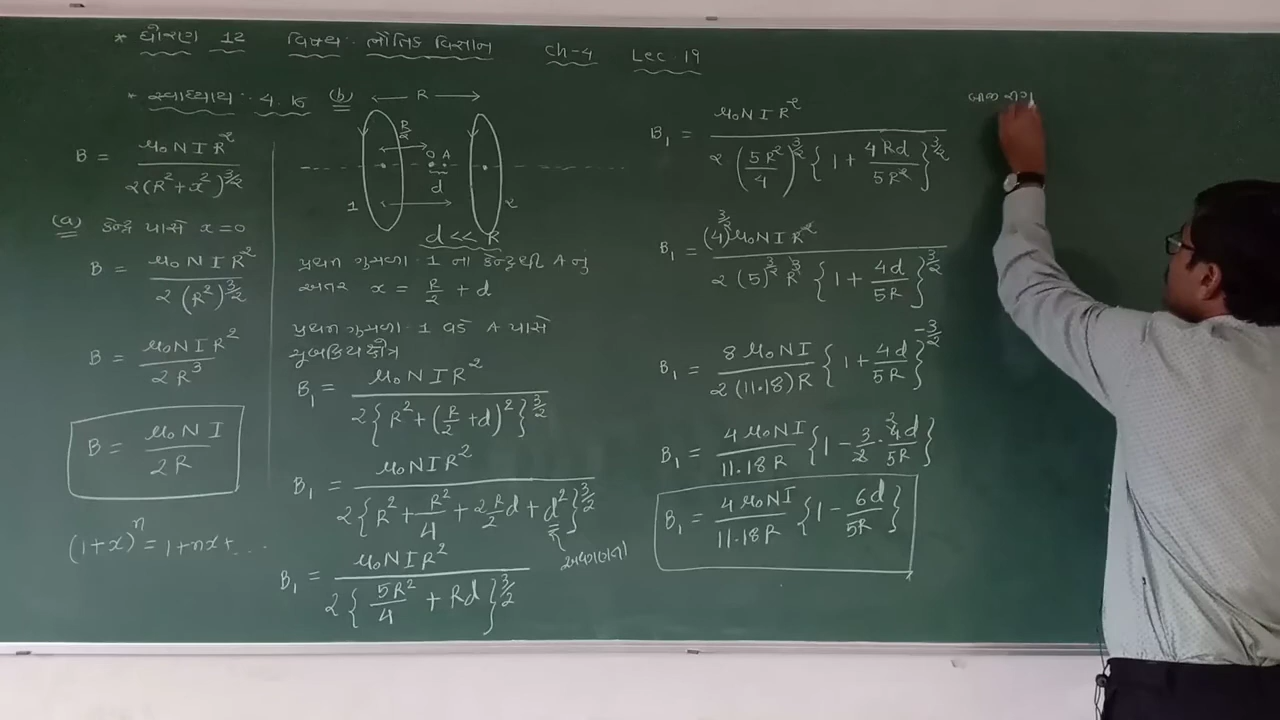 * ધોરણ 12 વિષય : ભૌતિક વિજ્ઞાન Ch-4 Lec. 19
* સ્વાધ્યાય : 4.16 (b)
B = μ₀NIR² / 2(R²+x²)^3/2
(a) કેન્દ્ર પાસે x=0
B = μ₀NIR² / 2(R²)^3/2
B = μ₀NIR² / 2R³
B = μ₀NI / 2R
(1+x)^n = 1+nx+...
R
R/2
O A
d
1 2
d << R
પ્રથમ ગૂંચળા-1 ના કેન્દ્રથી A નું
અંતર x = R/2 + d
પ્રથમ ગૂંચળા-1 વડે A પાસે
ચુંબકિયક્ષેત્ર
B₁ = μ₀NIR² / 2{R²+(R/2+d)²}^3/2
B₁ = μ₀NIR² / 2{R²+R²/4+2R/2d+d²}^3/2
અવગણતાં
B₁ = μ₀NIR² / 2{5R²/4 + Rd}^3/2
B₁ = μ₀NIR² / 2(5R²/4)^3/2{1+4Rd/5R²}^3/2
B₁ = (4)^3/2μ₀NIR² / 2(5)^3/2R³{1+4d/5R}^3/2
B₁ = 8μ₀NI / 2(11.18)R {1+4d/5R}^-3/2
B₁ = 4μ₀NI / 11.18R {1-3/2·4d/5R}
2
B₁ = 4μ₀NI / 11.18R {1-6d/5R}